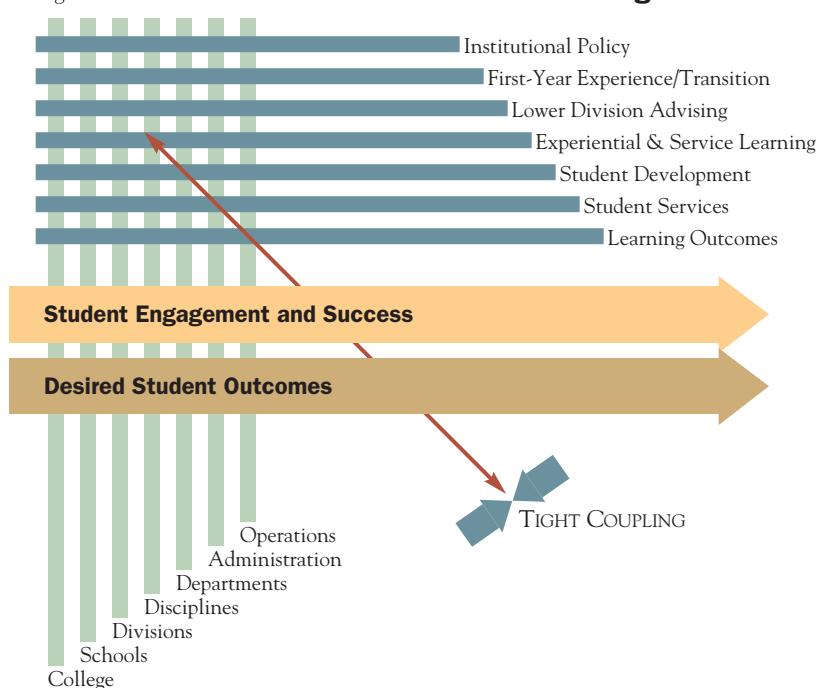 Institutional Policy
First-Year Experience/Transition
Lower Division Advising
Experiential & Service Learning
Student Development
Student Services
Learning Outcomes
Student Engagement and Success
Desired Student Outcomes
TIGHT COUPLING
Operations
Administration
Departments
Disciplines
Divisions
Schools
College